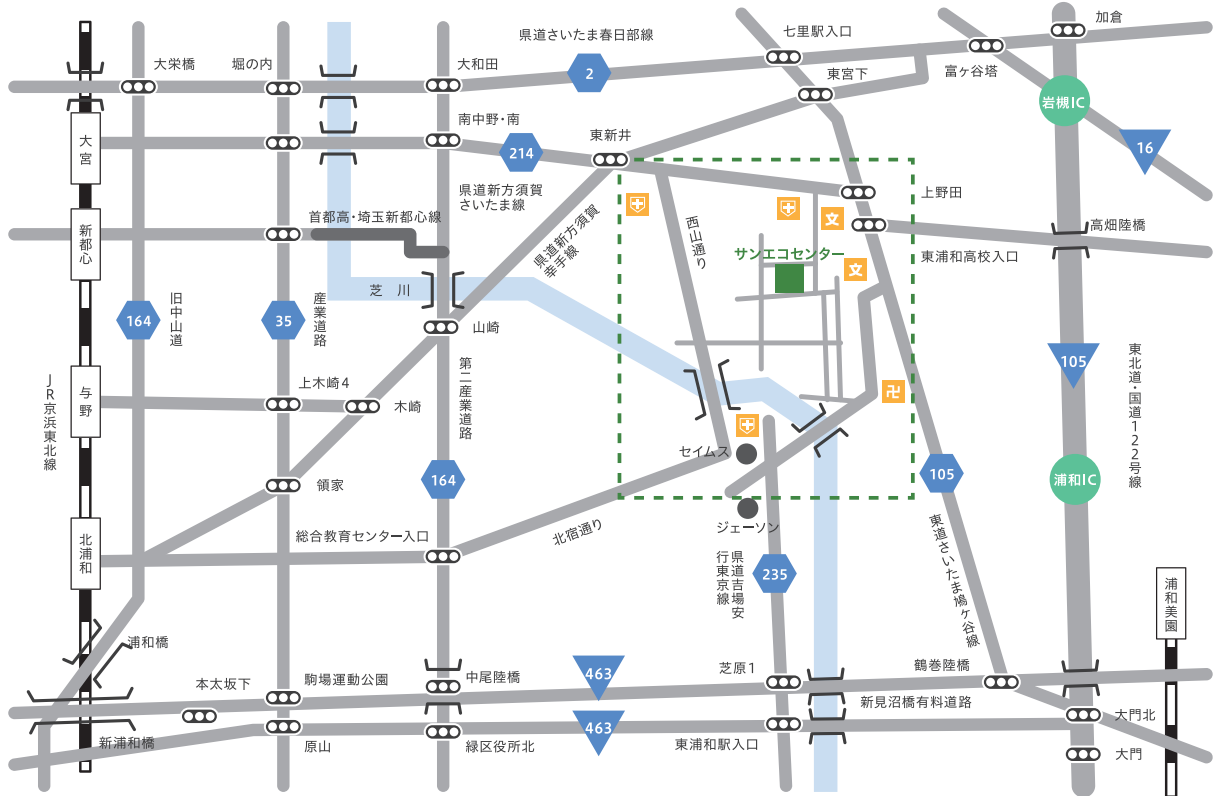 加倉
県道さいたま春日部線
七里駅入口
大栄橋
堀の内
大和田
2
東宮下
富ヶ谷塔
岩槻IC
大宮
南中野・南
214
東新井
16
県道新方須賀
さいたま線
上野田
新都心
首都高・埼玉新都心線
県道新方須賀
幸手線
西山通り
文
高畑陸橋
サンエコセンター
東浦和高校入口
文
芝川
164
旧中山道
35
産業道路
山崎
105
東北道・国道122号線
JR京浜東北線
与野
上木崎4
木崎
第二産業道路
卍
セイムス
領家
164
105
浦和IC
ジェーソン
北浦和
総合教育センター入口
北宿通り
県道吉場安
行東京線
235
東道さいたま鳩ヶ谷線
浦和美園
浦和橋
本太坂下
駒場運動公園
中尾陸橋
463
芝原1
鶴巻陸橋
新見沼橋有料道路
大門北
新浦和橋
原山
緑区役所北
463
東浦和駅入口
大門